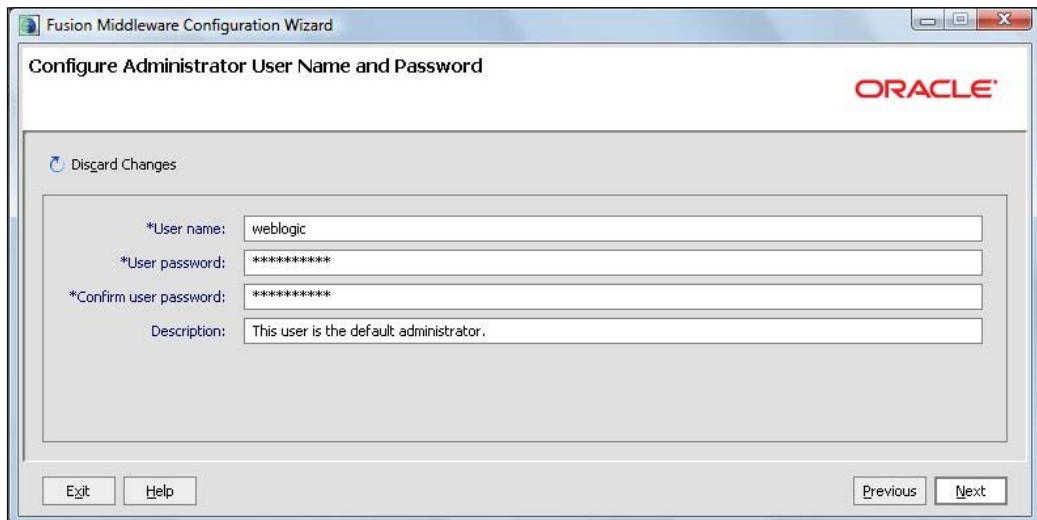 Fusion Middleware Configuration Wizard
Configure Administrator User Name and Password
ORACLE
Discard Changes
*User name: weblogic
*User password: **********
*Confirm user password: **********
Description: This user is the default administrator.
Exit Help Previous Next